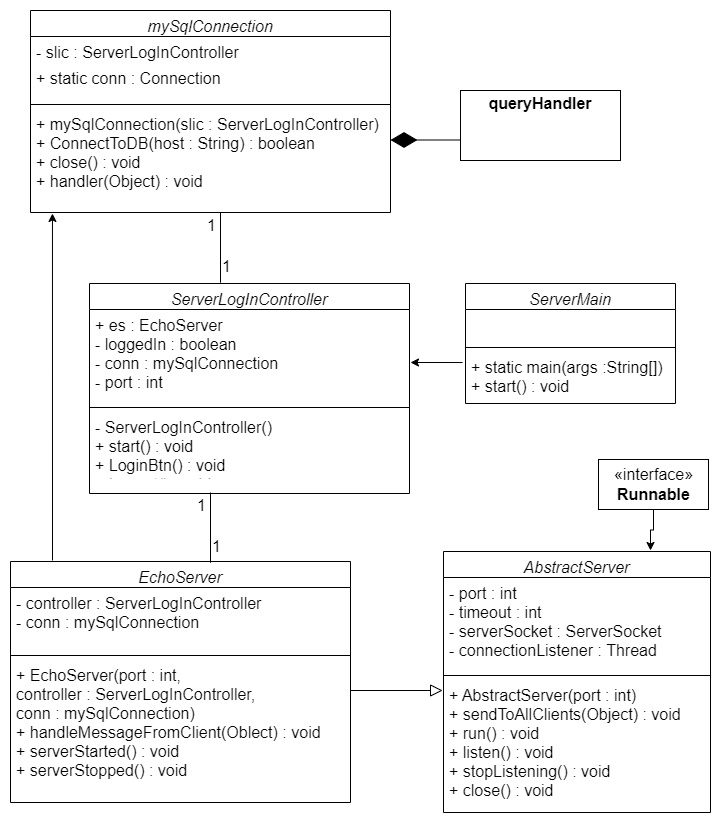 mySqlConnection
- slic : ServerLogInController
+ static conn : Connection
+ mySqlConnection(slic : ServerLogInController)
+ ConnectToDB(host : String) : boolean
+ close() : void
+ handler(Object) : void
queryHandler
1
1
ServerLogInController
+ es : EchoServer
- loggedIn : boolean
- conn : mySqlConnection
- port : int
- ServerLogInController()
+ start() : void
+ LoginBtn() : void
ServerMain
+ static main(args :String[])
+ start() : void
«interface»
Runnable
1
1
EchoServer
- controller : ServerLogInController
- conn : mySqlConnection
+ EchoServer(port : int,
controller : ServerLogInController,
conn : mySqlConnection)
+ handleMessageFromClient(Oblect) : void
+ serverStarted() : void
+ serverStopped() : void
AbstractServer
- port : int
- timeout : int
- serverSocket : ServerSocket
- connectionListener : Thread
+ AbstractServer(port : int)
+ sendToAllClients(Object) : void
+ run() : void
+ listen() : void
+ stopListening() : void
+ close() : void